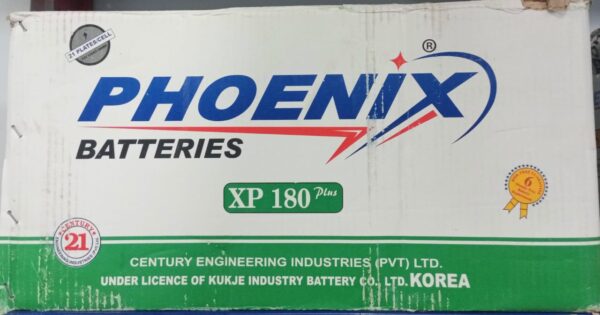 21 PLATES/CELL
PHOENIX
®
BATTERIES
XP 180 Plus
6
CENTURY
21
CENTURY ENGINEERING INDUSTRIES (PVT) LTD.
UNDER LICENCE OF KUKJE INDUSTRY BATTERY CO., LTD. KOREA